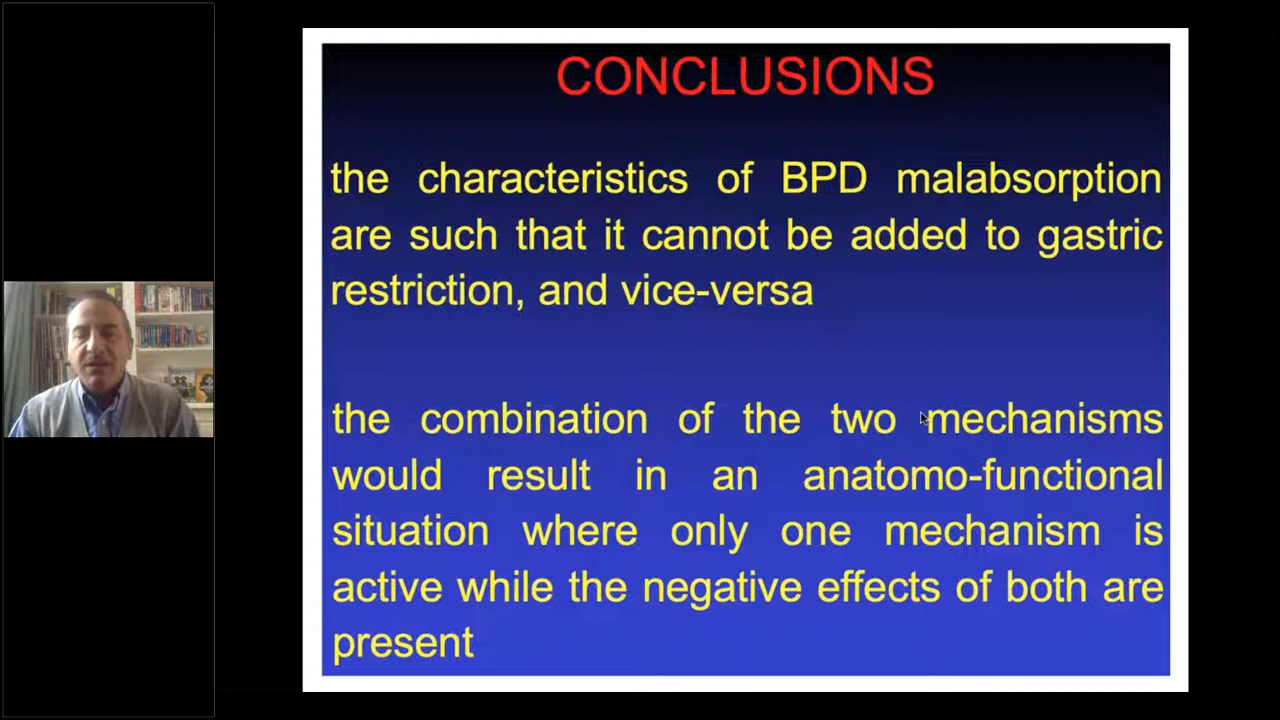 CONCLUSIONS
the characteristics of BPD malabsorption
are such that it cannot be added to gastric
restriction, and vice-versa
the combination of the two mechanisms
would result in an anatomo-functional
situation where only one mechanism is
active while the negative effects of both are
present